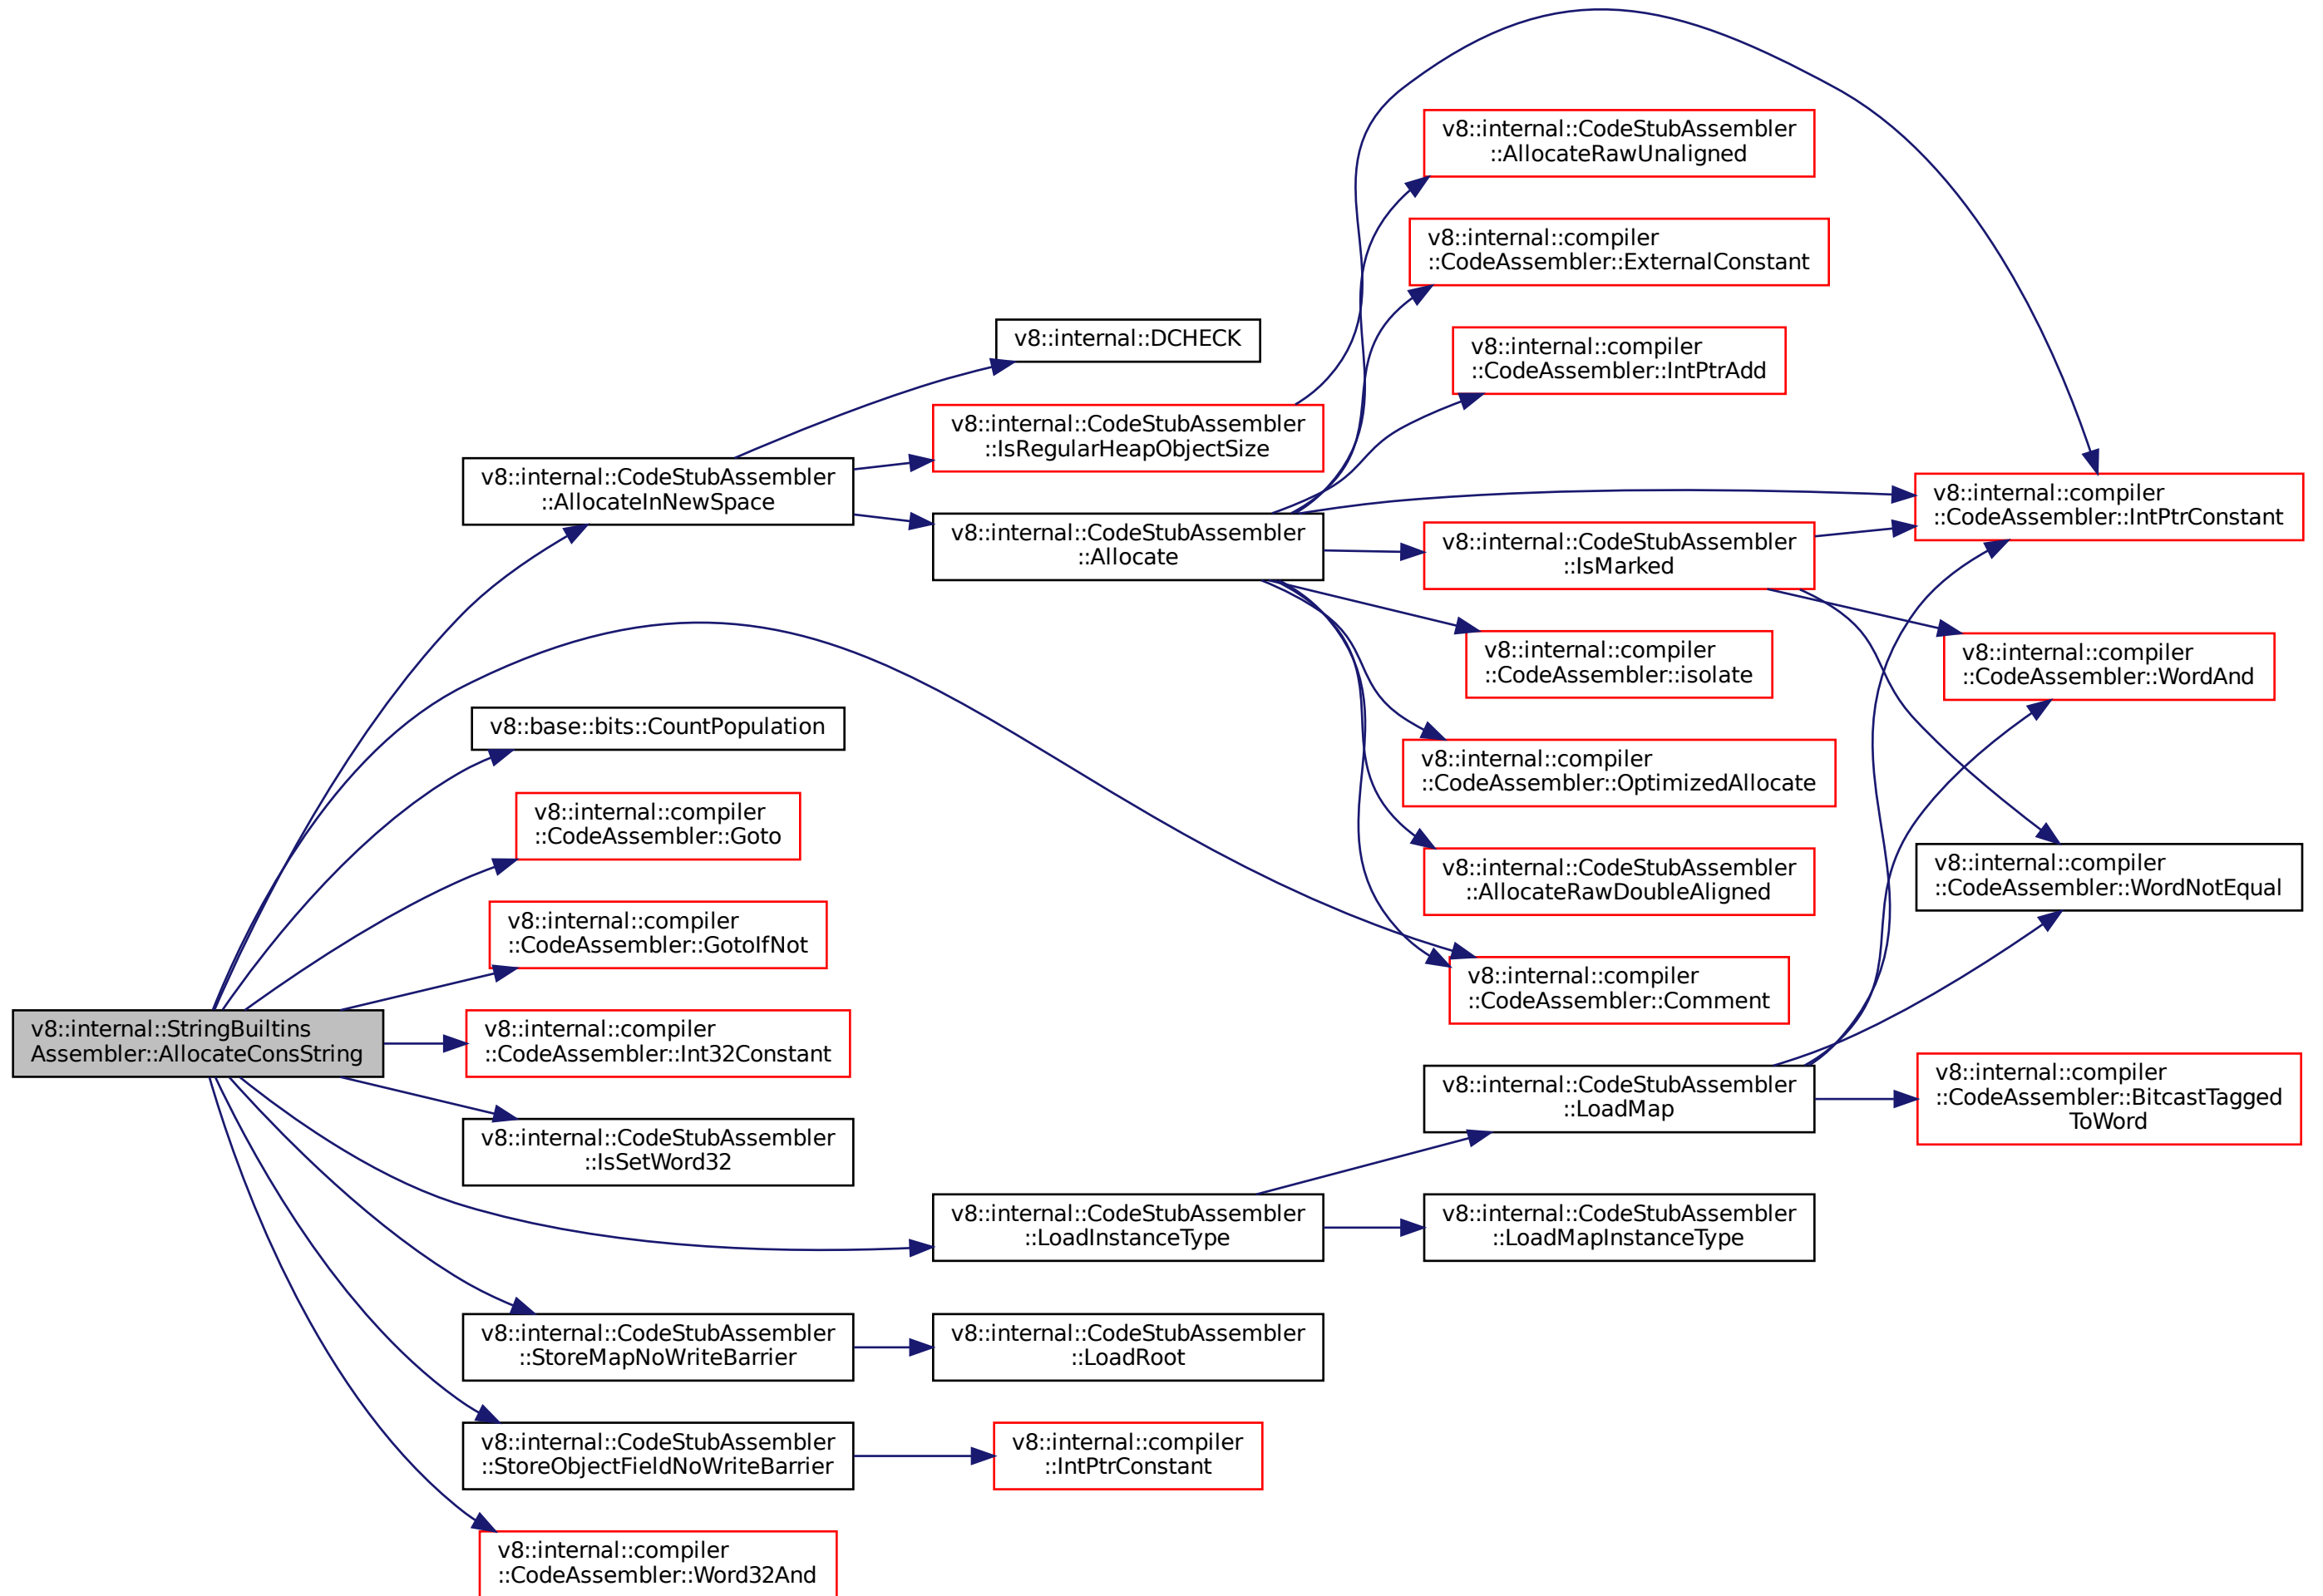 v8::internal::StringBuiltins
Assembler::AllocateConsString
v8::internal::CodeStubAssembler
::AllocateInNewSpace
v8::base::bits::CountPopulation
v8::internal::compiler
::CodeAssembler::Goto
v8::internal::compiler
::CodeAssembler::GotoIfNot
v8::internal::compiler
::CodeAssembler::Int32Constant
v8::internal::CodeStubAssembler
::IsSetWord32
v8::internal::CodeStubAssembler
::StoreMapNoWriteBarrier
v8::internal::CodeStubAssembler
::StoreObjectFieldNoWriteBarrier
v8::internal::compiler
::CodeAssembler::Word32And
v8::internal::DCHECK
v8::internal::CodeStubAssembler
::IsRegularHeapObjectSize
v8::internal::CodeStubAssembler
::Allocate
v8::internal::CodeStubAssembler
::LoadInstanceType
v8::internal::CodeStubAssembler
::LoadRoot
v8::internal::compiler
::IntPtrConstant
v8::internal::CodeStubAssembler
::AllocateRawUnaligned
v8::internal::compiler
::CodeAssembler::ExternalConstant
v8::internal::compiler
::CodeAssembler::IntPtrAdd
v8::internal::CodeStubAssembler
::IsMarked
v8::internal::compiler
::CodeAssembler::isolate
v8::internal::compiler
::CodeAssembler::OptimizedAllocate
v8::internal::CodeStubAssembler
::AllocateRawDoubleAligned
v8::internal::compiler
::CodeAssembler::Comment
v8::internal::CodeStubAssembler
::LoadMap
v8::internal::CodeStubAssembler
::LoadMapInstanceType
v8::internal::compiler
::CodeAssembler::IntPtrConstant
v8::internal::compiler
::CodeAssembler::WordAnd
v8::internal::compiler
::CodeAssembler::WordNotEqual
v8::internal::compiler
::CodeAssembler::BitcastTagged
ToWord